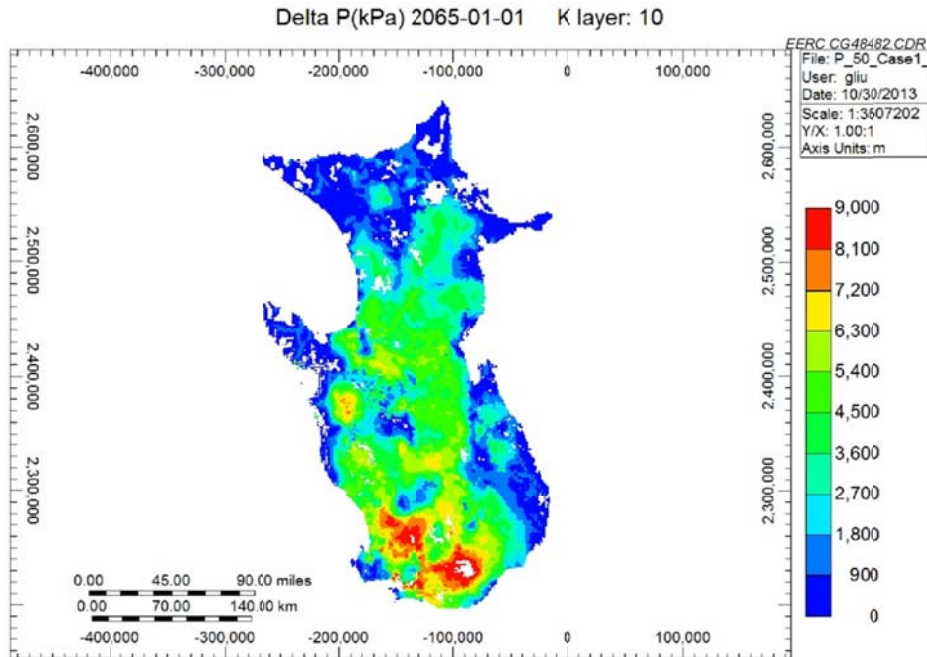 Delta P(kPa) 2065-01-01 K layer: 10
EERC CG48482.CDR
File: P_50_Case1_
User: gliu
Date: 10/30/2013
Scale: 1:3607202
Y/X: 1.00:1
Axis Units: m
-400,000 -300,000 -200,000 -100,000 0 100,000
2,600,000 2,600,000
2,500,000 2,500,000
2,400,000 2,400,000
2,300,000 2,300,000
9,000
8,100
7,200
6,300
5,400
4,500
3,600
2,700
1,800
900
0
0.00 45.00 90.00 miles
0.00 70.00 140.00 km
-400,000 -300,000 -200,000 -100,000 0 100,000